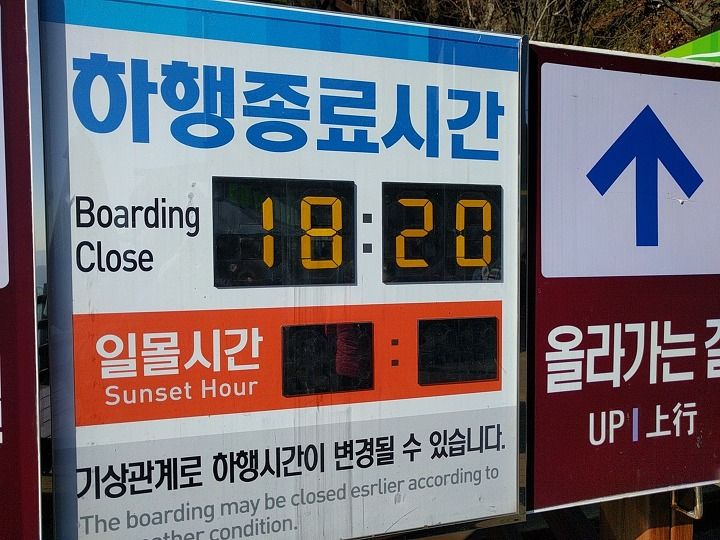 하행종료시간
Boarding
Close
18:20
일몰시간
Sunset Hour
:
기상관계로 하행시간이 변경될 수 있습니다.
The boarding may be closed esrlier according to
condition.
올라가는
UP | 上行